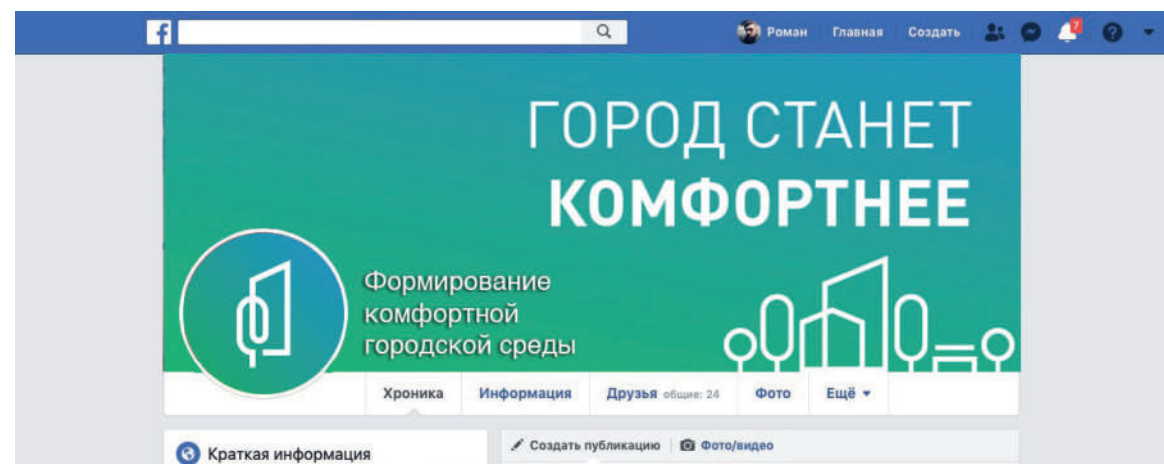 f
Роман Главная Создать 7 ?
ГОРОД СТАНЕТ
КОМФОРТНЕЕ
Формирование
комфортной
городской среды
Хроника Информация Друзья общие: 24 Фото Ещё
Краткая информация
Создать публикацию Фото/видео